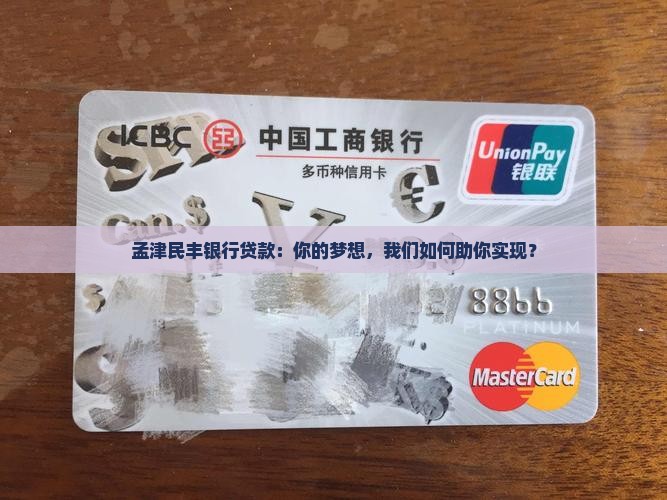 ICBC 中国工商银行
多币种信用卡
UnionPay
银联
Can.$
¥
€
孟津民丰银行贷款：你的梦想，我们如何助你实现？
$
8866
PLATINUM
MasterCard